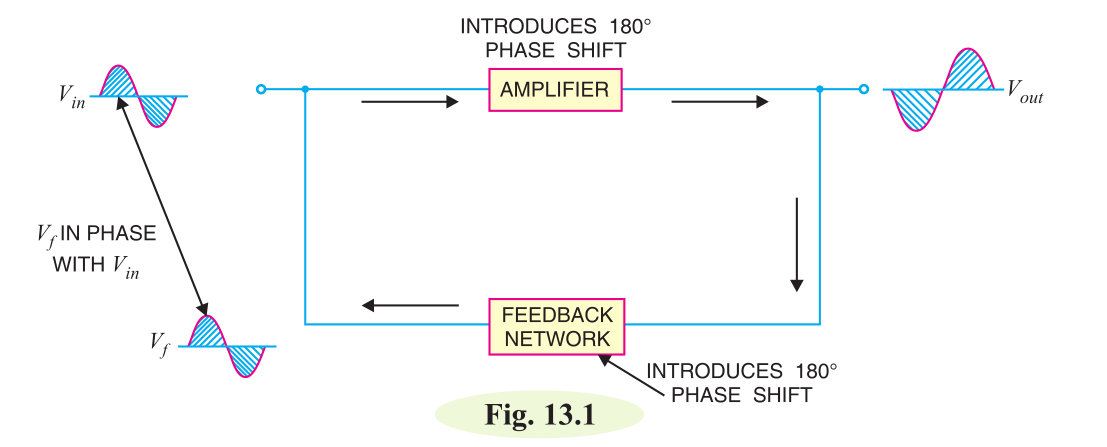 INTRODUCES 180°
PHASE SHIFT
V_in
AMPLIFIER
V_out
V_f IN PHASE
WITH V_in
V_f
FEEDBACK
NETWORK
INTRODUCES 180°
PHASE SHIFT
Fig. 13.1